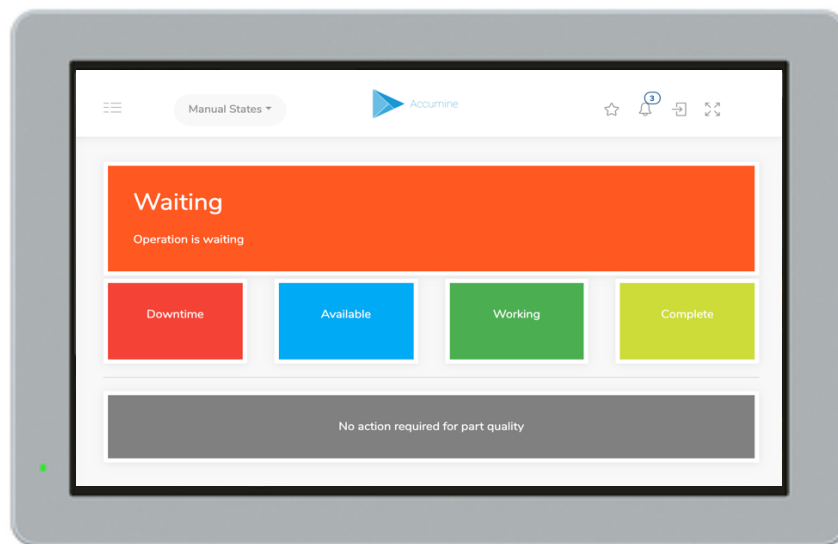 Manual States
Accumine
3
Waiting
Operation is waiting
Downtime
Available
Working
Complete
No action required for part quality